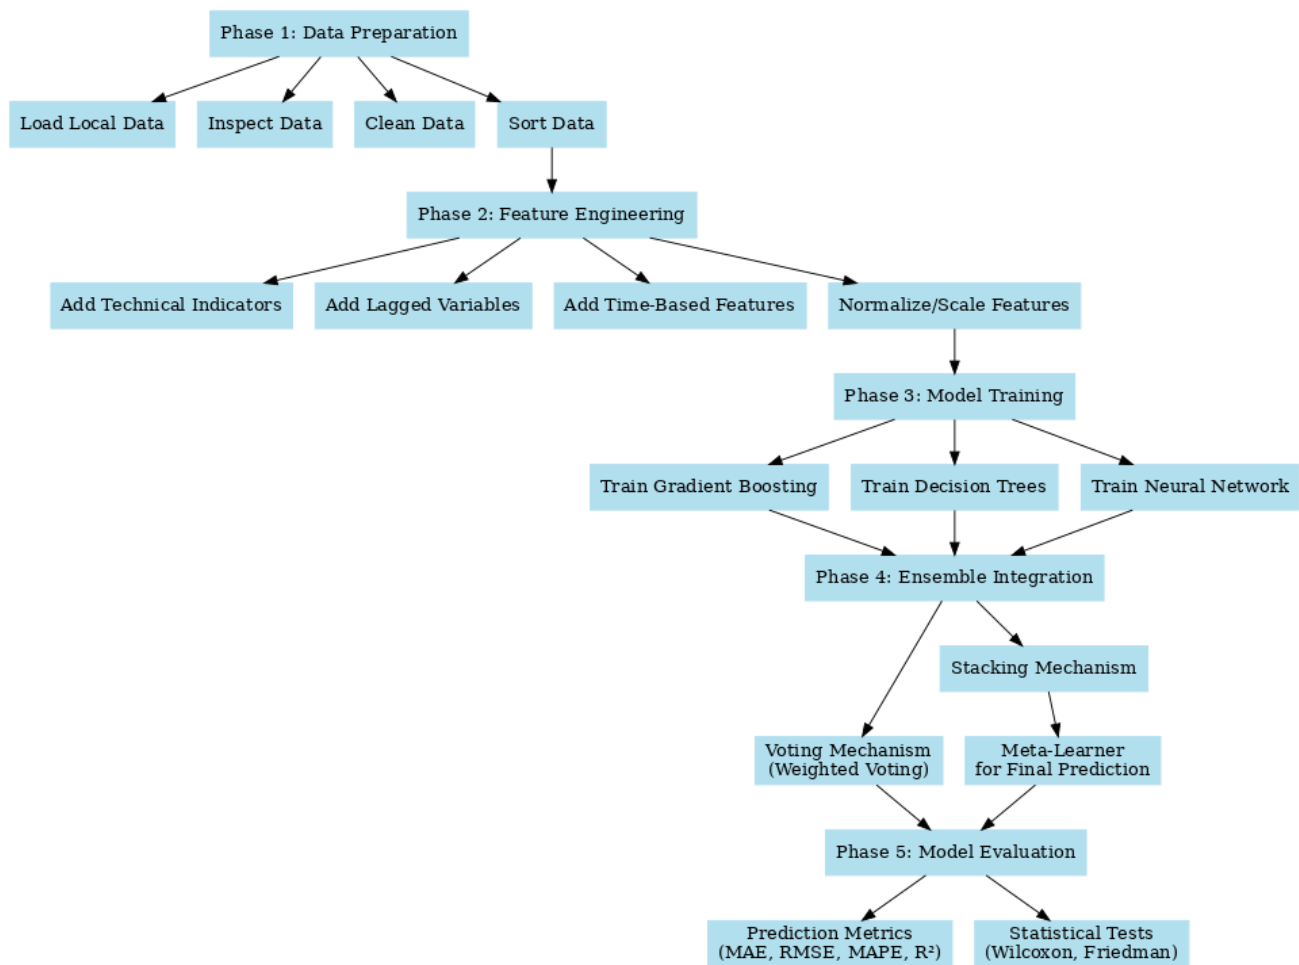 Phase 1: Data Preparation
Load Local Data
Inspect Data
Clean Data
Sort Data
Phase 2: Feature Engineering
Add Technical Indicators
Add Lagged Variables
Add Time-Based Features
Normalize/Scale Features
Phase 3: Model Training
Train Gradient Boosting
Train Decision Trees
Train Neural Network
Phase 4: Ensemble Integration
Stacking Mechanism
Voting Mechanism
(Weighted Voting)
Meta-Learner
for Final Prediction
Phase 5: Model Evaluation
Prediction Metrics
(MAE, RMSE, MAPE, R²)
Statistical Tests
(Wilcoxon, Friedman)